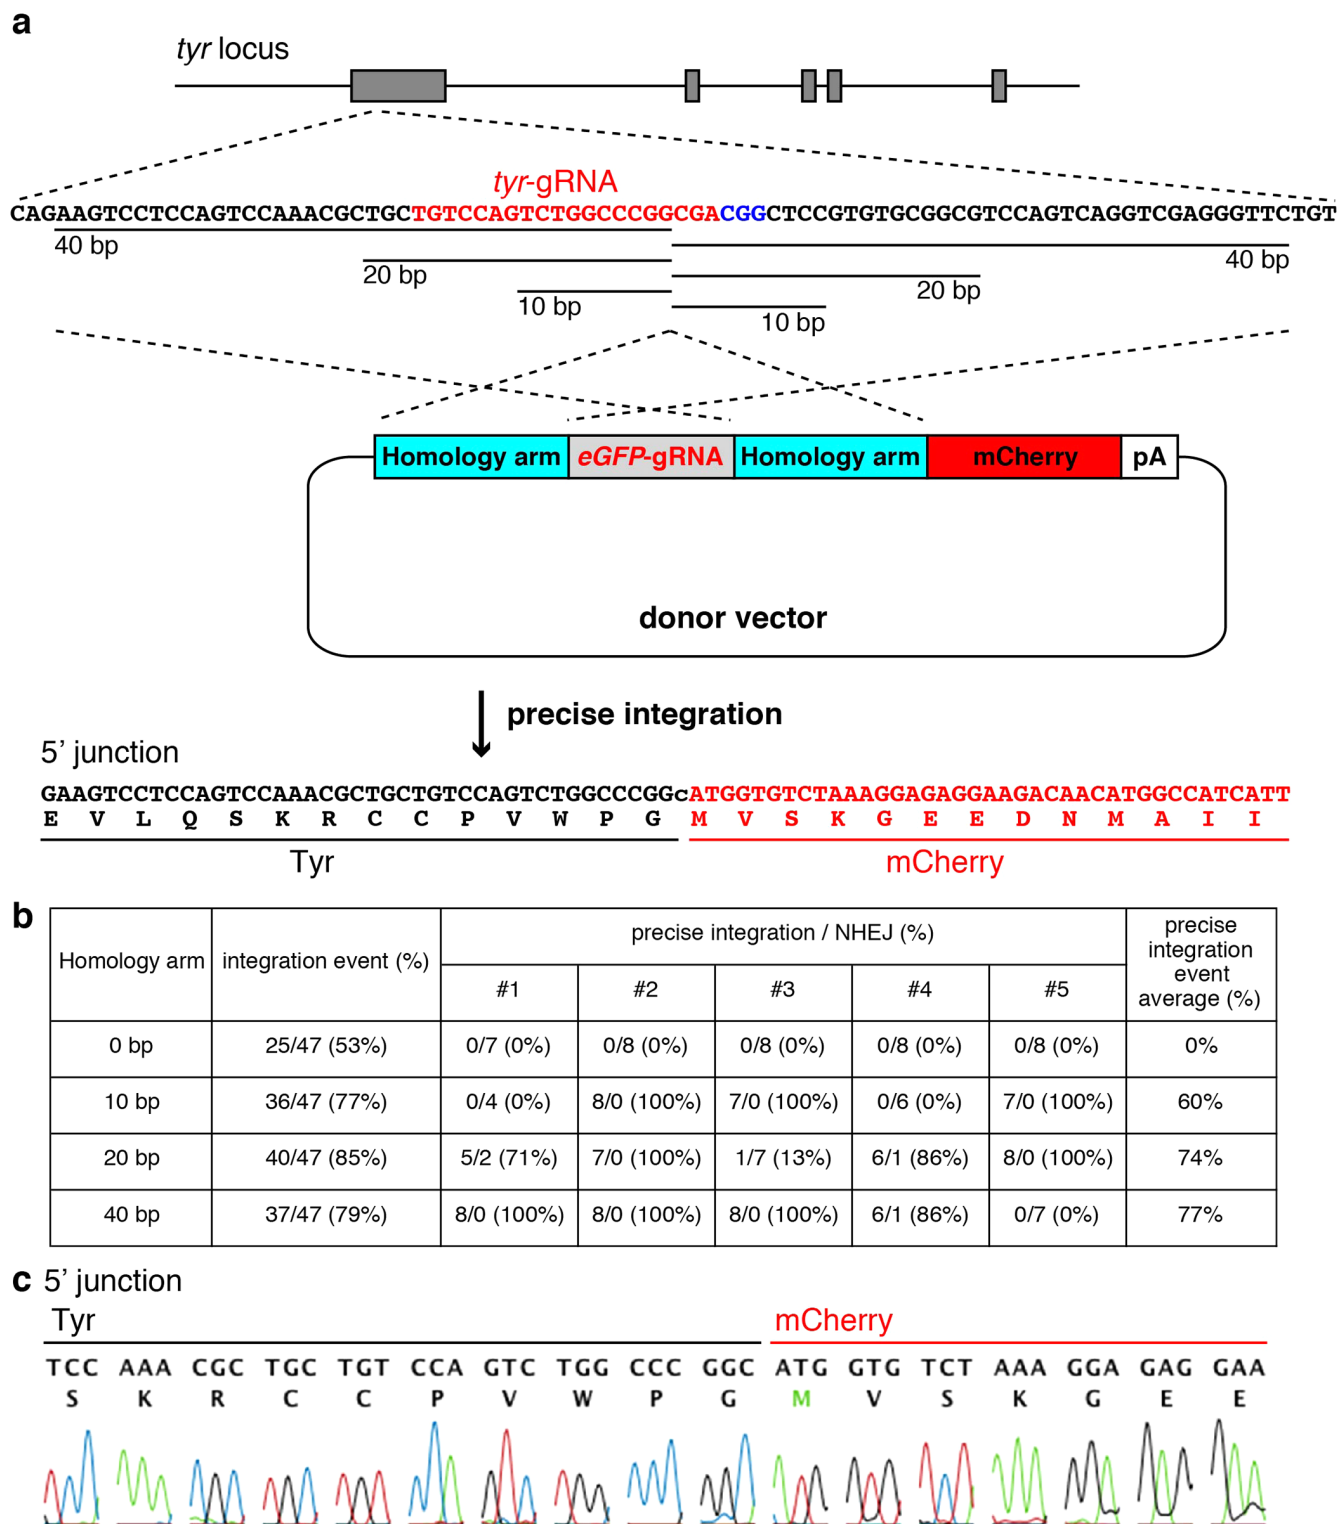 a
tyr locus
tyr-gRNA
CAGAAGTCCTCCAGTCCAAACGCTGCTGTCCAGTCTGGCCCGGCGACGGCTCCGTGTGCGGCGTCCAGTCAGGTCGAGGGTTCTGT
40 bp
40 bp
20 bp
20 bp
10 bp
10 bp
Homology arm eGFP-gRNA Homology arm mCherry pA
donor vector
precise integration
5’ junction
GAAGTCCTCCAGTCCAAACGCTGCTGTCCAGTCTGGCCCGGcATGGTGTCTAAAGGAGAGGAAGACAACATGGCCATCATT
E V L Q S K R C C P V W P G M V S K G E E D N M A I I
Tyr mCherry
b
Homology arm integration event (%) precise integration / NHEJ (%) precise integration event average (%)
#1 #2 #3 #4 #5
0 bp 25/47 (53%) 0/7 (0%) 0/8 (0%) 0/8 (0%) 0/8 (0%) 0/8 (0%) 0%
10 bp 36/47 (77%) 0/4 (0%) 8/0 (100%) 7/0 (100%) 0/6 (0%) 7/0 (100%) 60%
20 bp 40/47 (85%) 5/2 (71%) 7/0 (100%) 1/7 (13%) 6/1 (86%) 8/0 (100%) 74%
40 bp 37/47 (79%) 8/0 (100%) 8/0 (100%) 8/0 (100%) 6/1 (86%) 0/7 (0%) 77%
c 5’ junction
Tyr mCherry
TCC AAA CGC TGC TGT CCA GTC TGG CCC GGC ATG GTG TCT AAA GGA GAG GAA
S K R C C P V W P G M V S K G E E